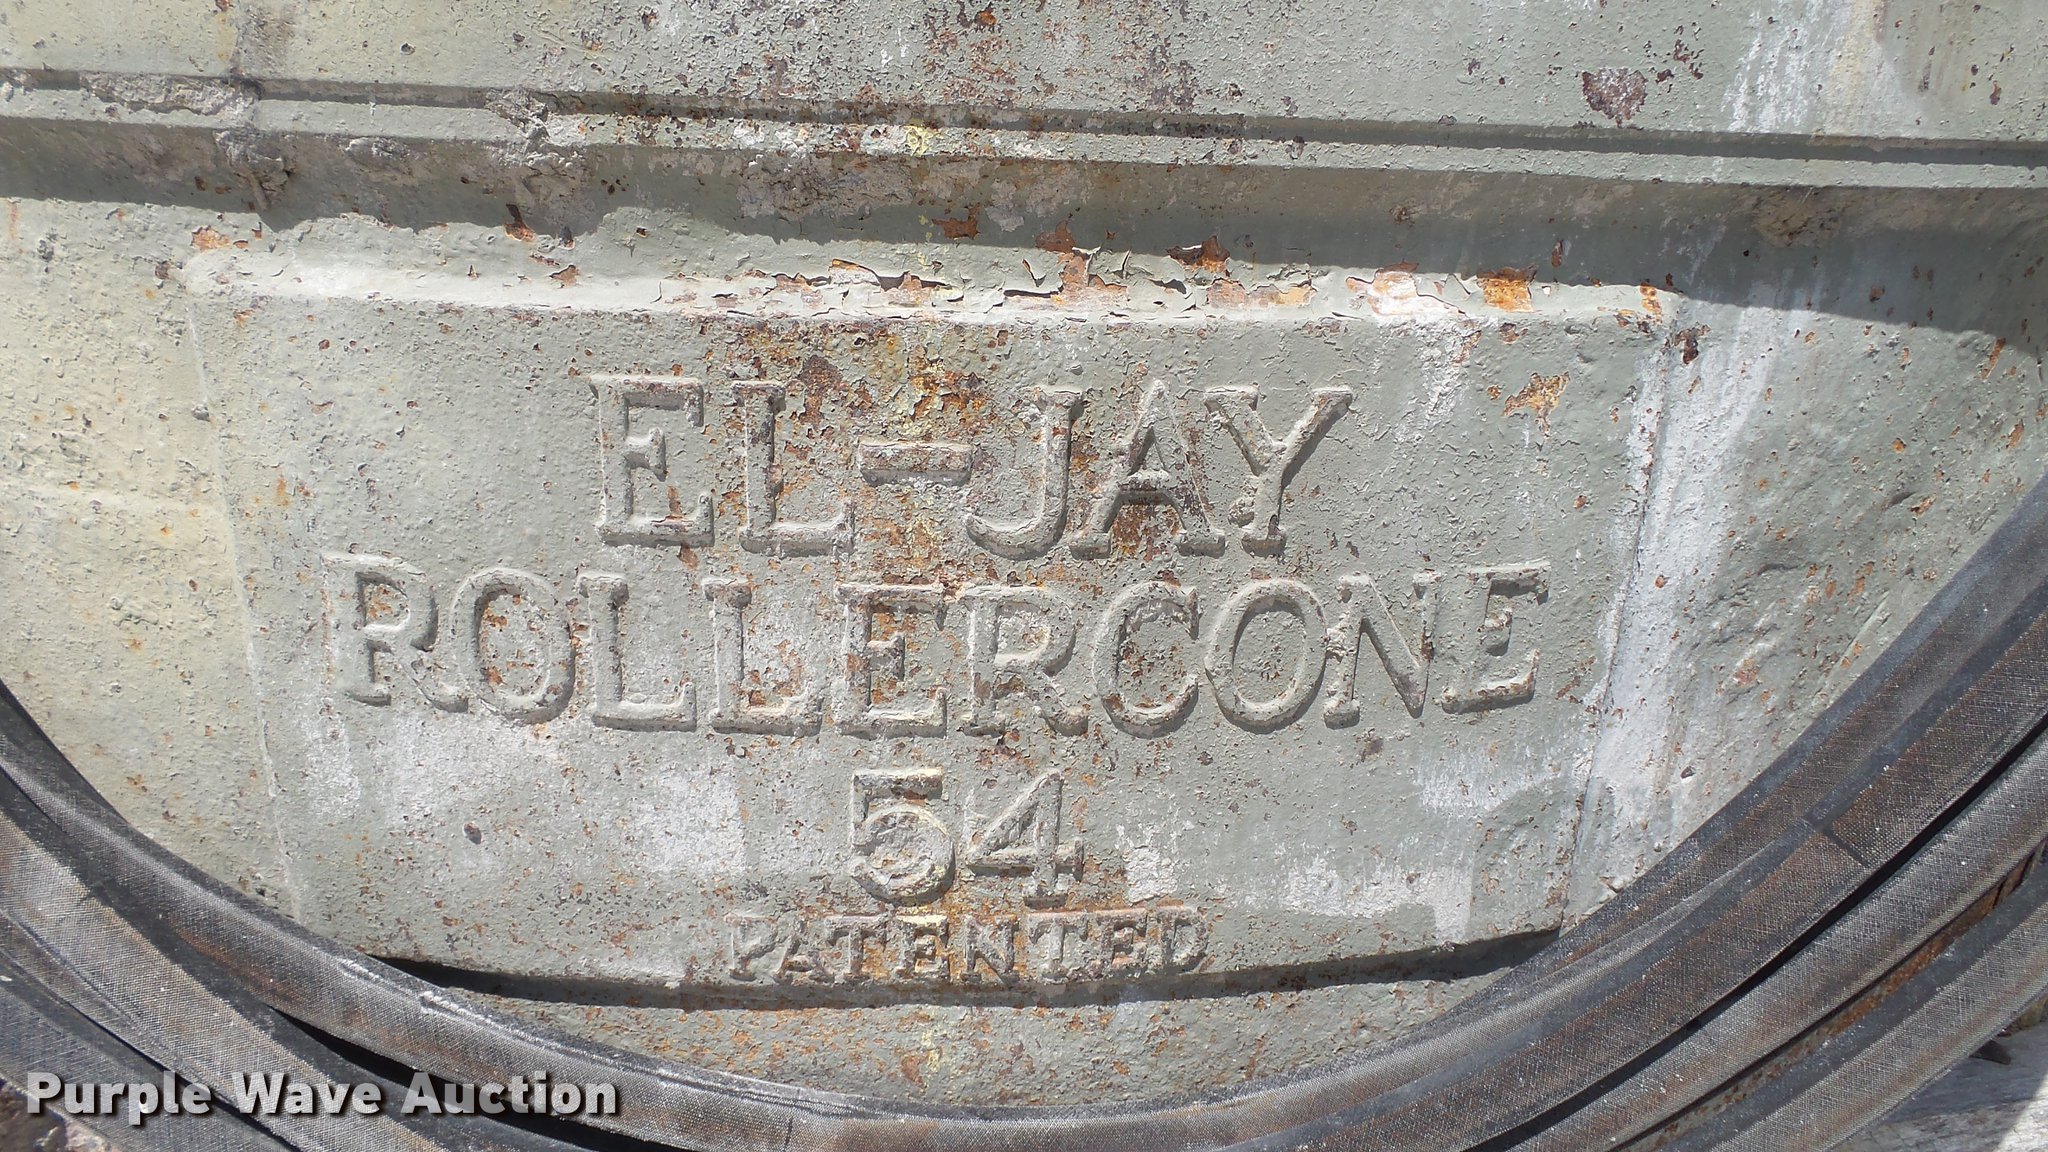 EL-JAY
ROLLERCONE
54
PATENTED
Purple Wave Auction